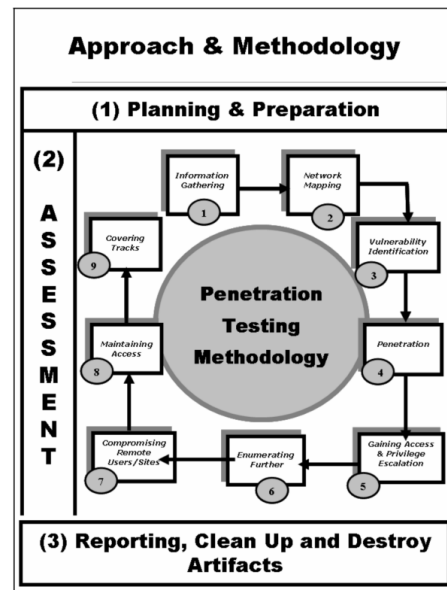 Approach & Methodology
(1) Planning & Preparation
(2)
A
S
S
E
S
S
M
E
N
T
Information
Gathering
1
Network
Mapping
2
Vulnerability
Identification
3
Penetration
4
Gaining Access
& Privilege
Escalation
5
Enumerating
Further
6
Compromising
Remote
Users/Sites
7
Maintaining
Access
8
Covering
Tracks
9
Penetration
Testing
Methodology
(3) Reporting, Clean Up and Destroy
Artifacts